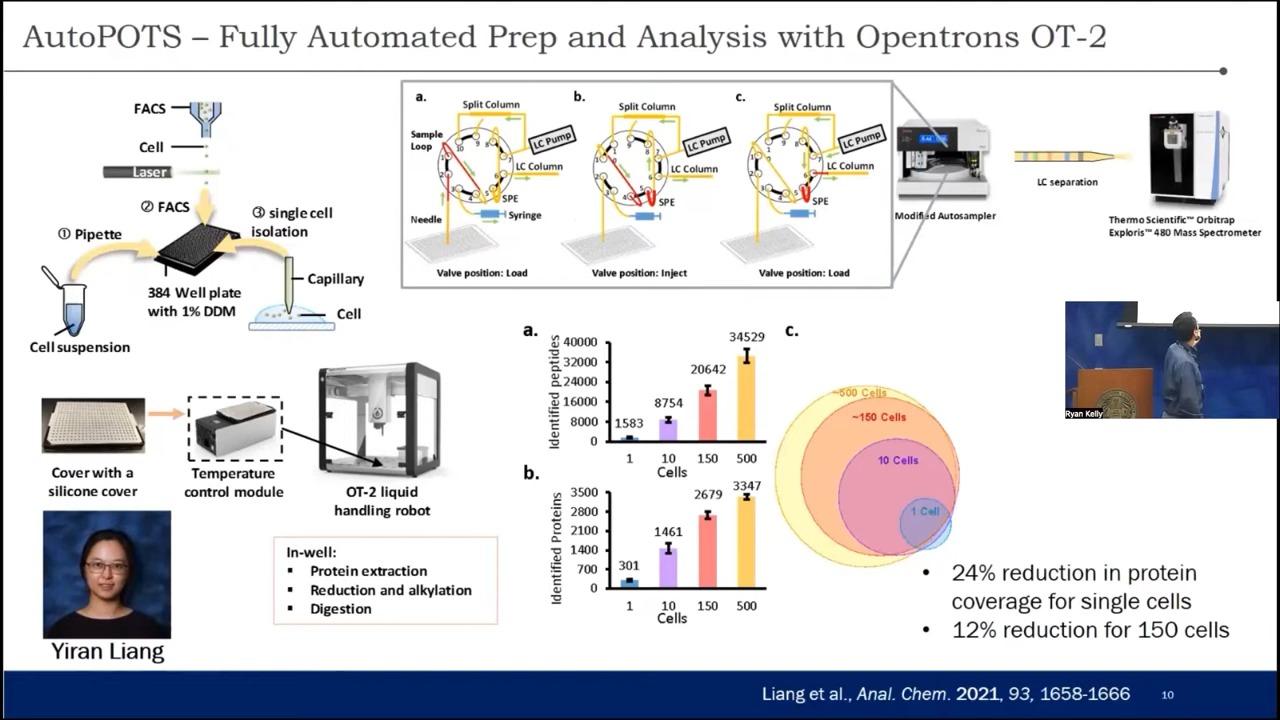 AutoPOTS – Fully Automated Prep and Analysis with Opentrons OT-2
FACS
Cell
Laser
② FACS
③ single cell
isolation
① Pipette
Capillary
384 Well plate
with 1% DDM
Cell
Cell suspension
a.
Split Column
Sample
Loop
LC Pump
LC Column
SPE
Needle
Syringe
Valve position: Load
b.
Split Column
LC Pump
LC Column
SPE
Valve position: Inject
c.
Split Column
LC Pump
LC Column
SPE
Valve position: Load
Modified Autosampler
LC separation
Thermo Scientific™ Orbitrap
Exploris™ 480 Mass Spectrometer
Ryan Kelly
Cover with a
silicone cover
Temperature
control module
OT-2 liquid
handling robot
In-well:
▪ Protein extraction
▪ Reduction and alkylation
▪ Digestion
Yiran Liang
a.
Identified peptides
40000
32000
24000
16000
8000
0
1583
8754
20642
34529
1 10 150 500
Cells
b.
Identified Proteins
3500
2800
2100
1400
700
0
301
1461
2679
3347
1 10 150 500
Cells
c.
~500 Cells
~150 Cells
10 Cells
1 Cell
• 24% reduction in protein
coverage for single cells
• 12% reduction for 150 cells
Liang et al., Anal. Chem. 2021, 93, 1658-1666
10